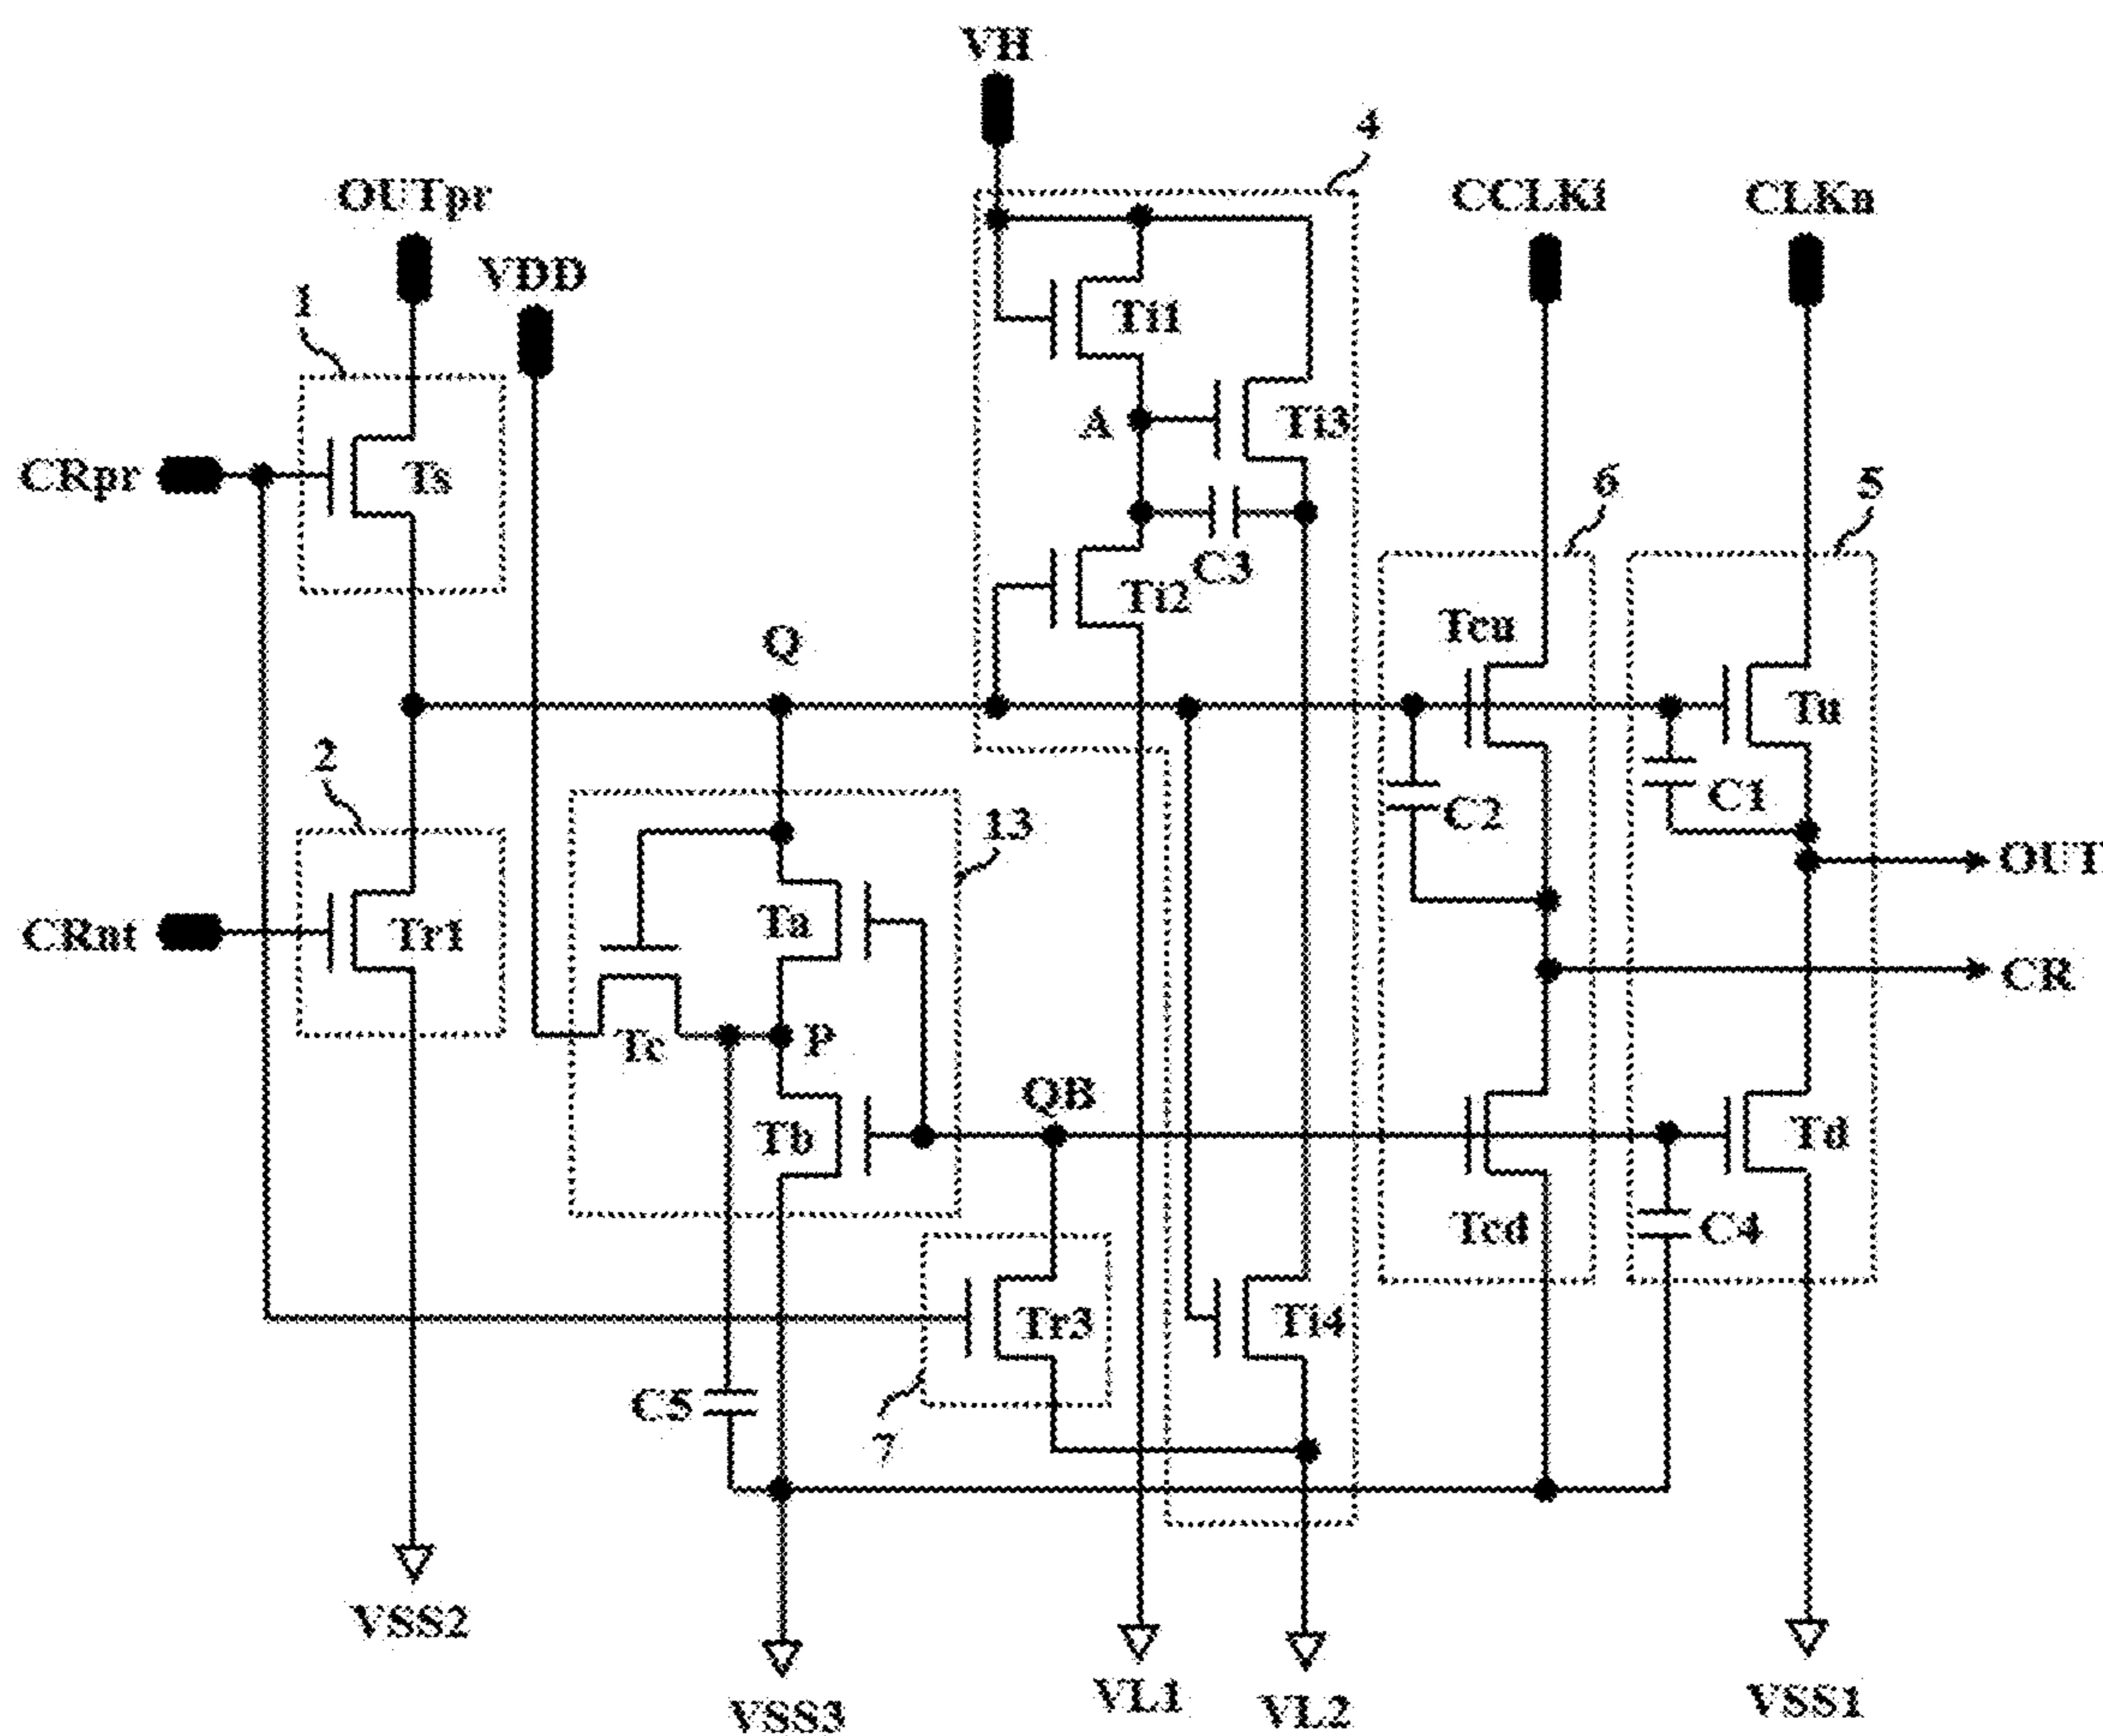 VH
4
OUTpr
CCLKi
CLKn
VDD
1
Ti1
A
Ti3
CRpr
Ts
6
5
C3
Ti2
Tcu
Q
Tu
2
C1
C2
13
OUT
Ta
CRnt
Tr1
CR
Tc
P
QB
Tb
Td
Tcd
C4
Tr3
Ti4
C5
7
VSS2
VL1
VSS1
VSS3
VL2